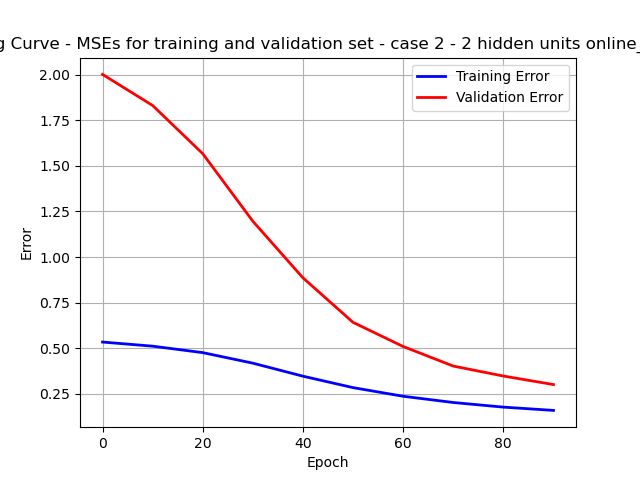 g Curve - MSEs for training and validation set - case 2 - 2 hidden units online_
Training Error
Validation Error
2.00
1.75
1.50
1.25
1.00
0.75
0.50
0.25
Error
0 20 40 60 80
Epoch